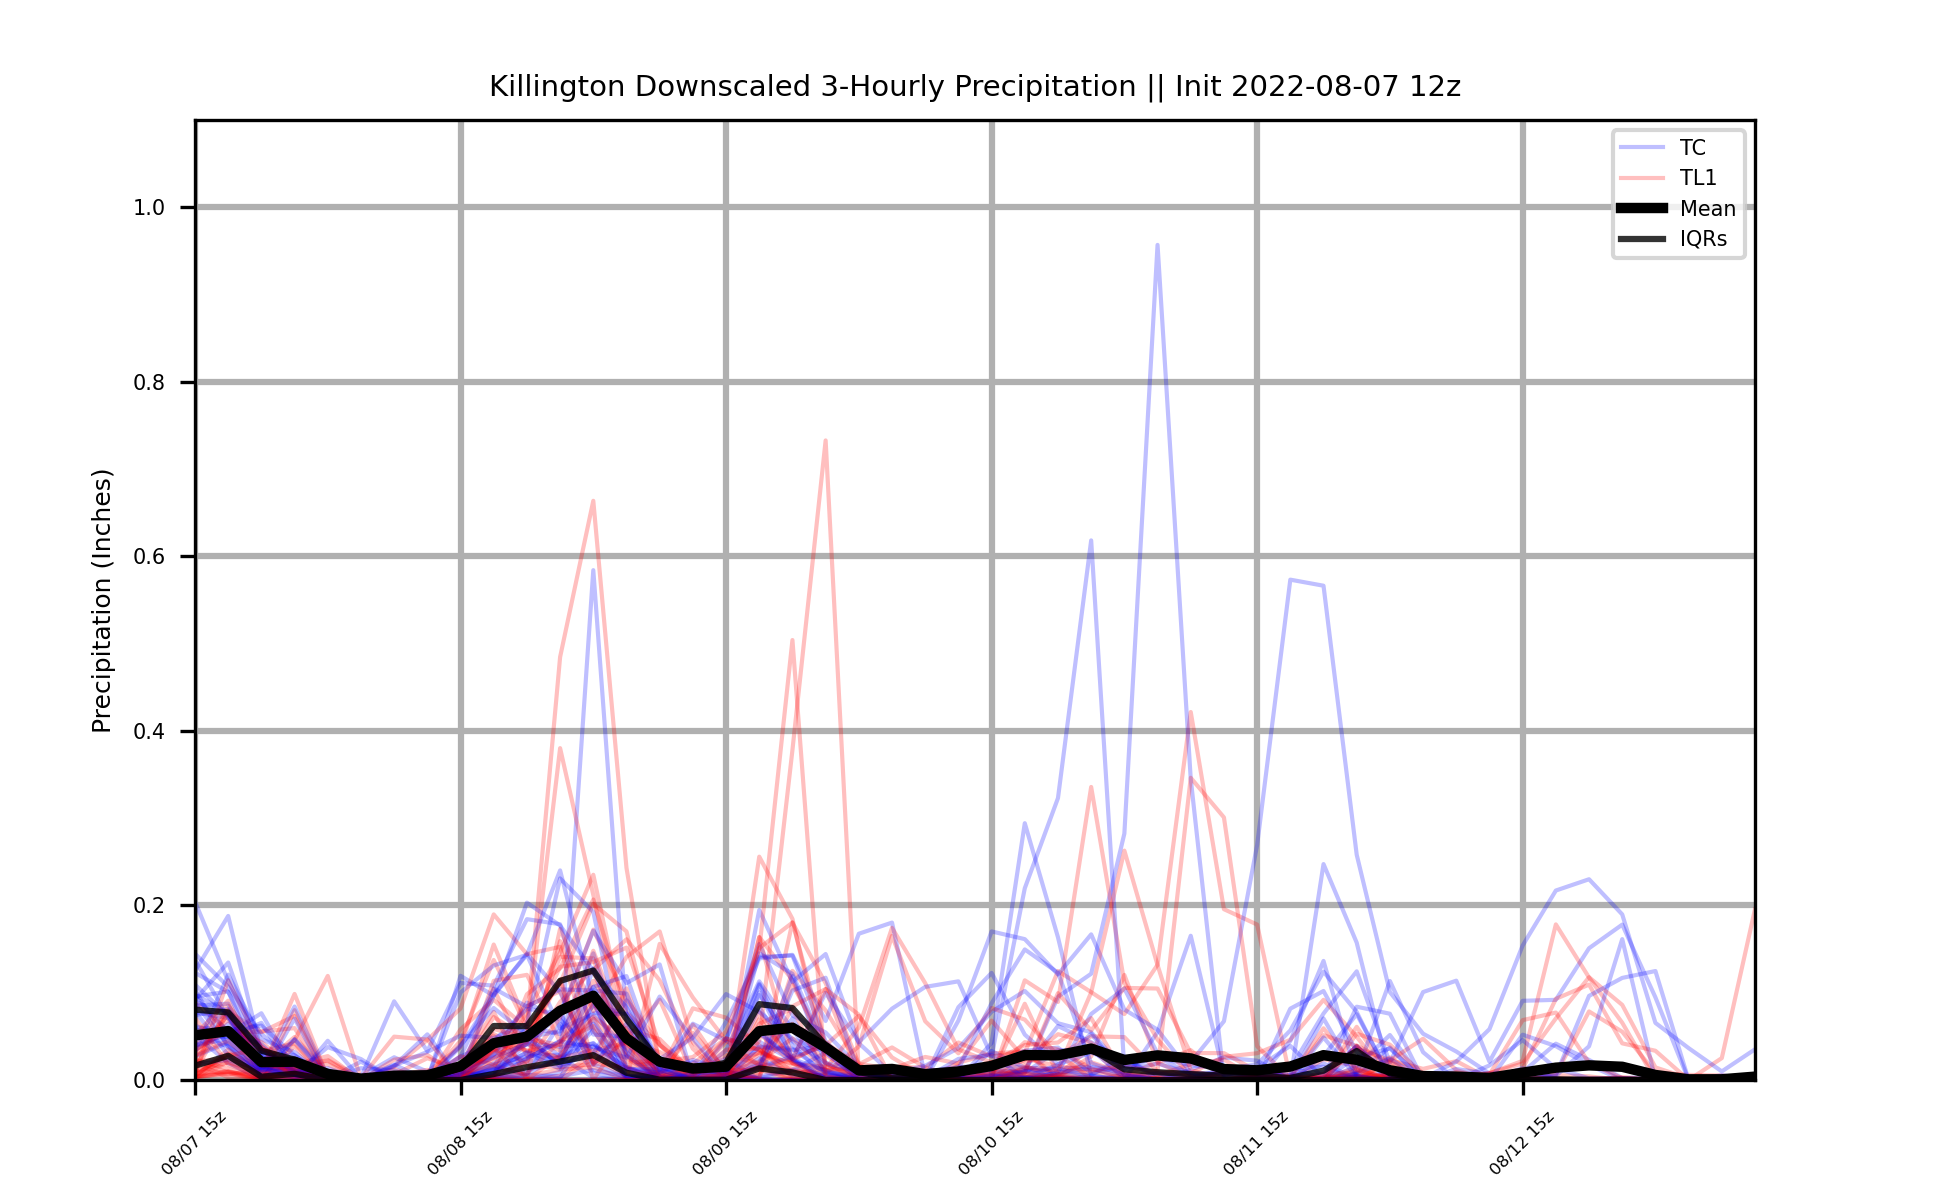 Killington Downscaled 3-Hourly Precipitation || Init 2022-08-07 12z
TC
TL1
Mean
IQRs
1.0
0.8
0.6
0.4
0.2
0.0
Precipitation (Inches)
08/07 15z
08/08 15z
08/09 15z
08/10 15z
08/11 15z
08/12 15z